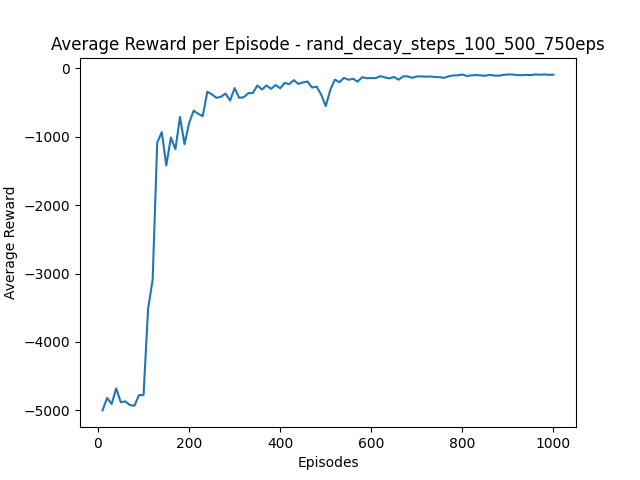 Average Reward per Episode - rand_decay_steps_100_500_750eps
0
−1000
−2000
−3000
−4000
−5000
Average Reward
0 200 400 600 800 1000
Episodes